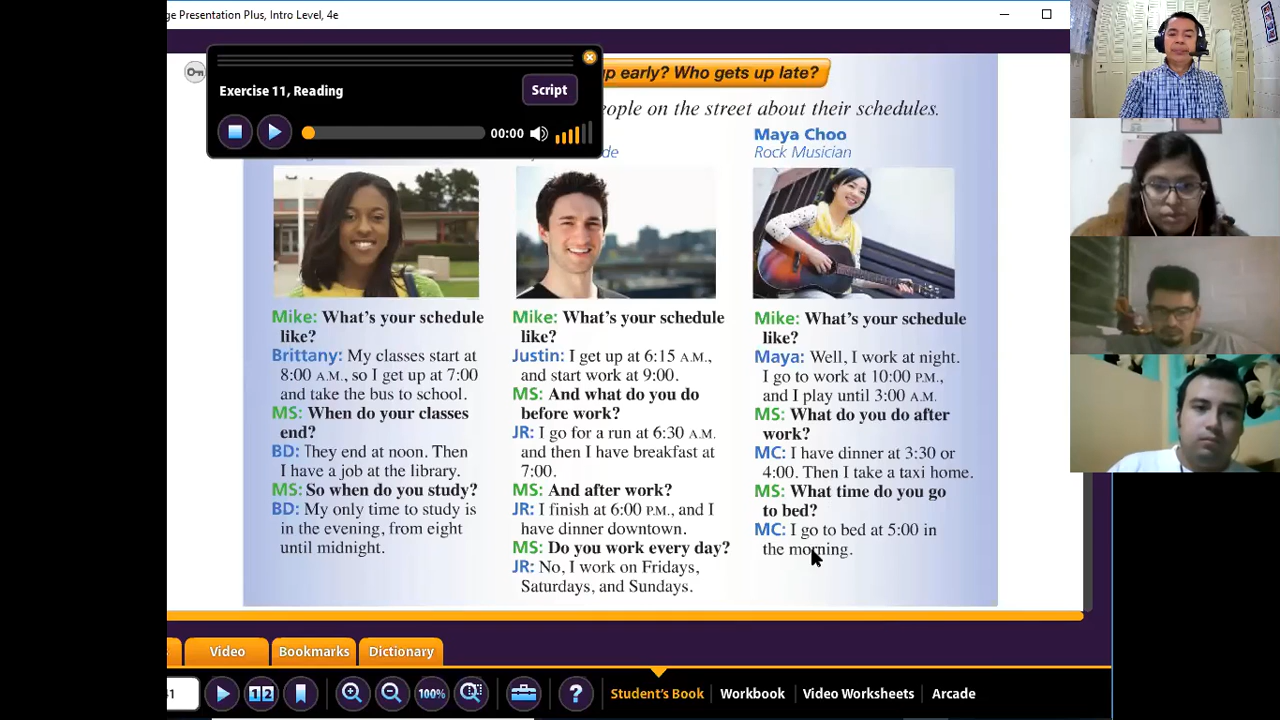 ge Presentation Plus, Intro Level, 4e
Exercise 11, Reading
Script
00:00
up early? Who gets up late?
eople on the street about their schedules.
Maya Choo
Rock Musician
de
Mike: What's your schedule
like?
Brittany: My classes start at
8:00 A.M., so I get up at 7:00
and take the bus to school.
MS: When do your classes
end?
BD: They end at noon. Then
I have a job at the library.
MS: So when do you study?
BD: My only time to study is
in the evening, from eight
until midnight.
Mike: What's your schedule
like?
Justin: I get up at 6:15 A.M.,
and start work at 9:00.
MS: And what do you do
before work?
JR: I go for a run at 6:30 A.M.
and then I have breakfast at
7:00.
MS: And after work?
JR: I finish at 6:00 P.M., and I
have dinner downtown.
MS: Do you work every day?
JR: No, I work on Fridays,
Saturdays, and Sundays.
Mike: What's your schedule
like?
Maya: Well, I work at night.
I go to work at 10:00 P.M.,
and I play until 3:00 A.M.
MS: What do you do after
work?
MC: I have dinner at 3:30 or
4:00. Then I take a taxi home.
MS: What time do you go
to bed?
MC: I go to bed at 5:00 in
the morning.
Video
Bookmarks
Dictionary
1 2
100%
?
Student's Book
Workbook
Video Worksheets
Arcade